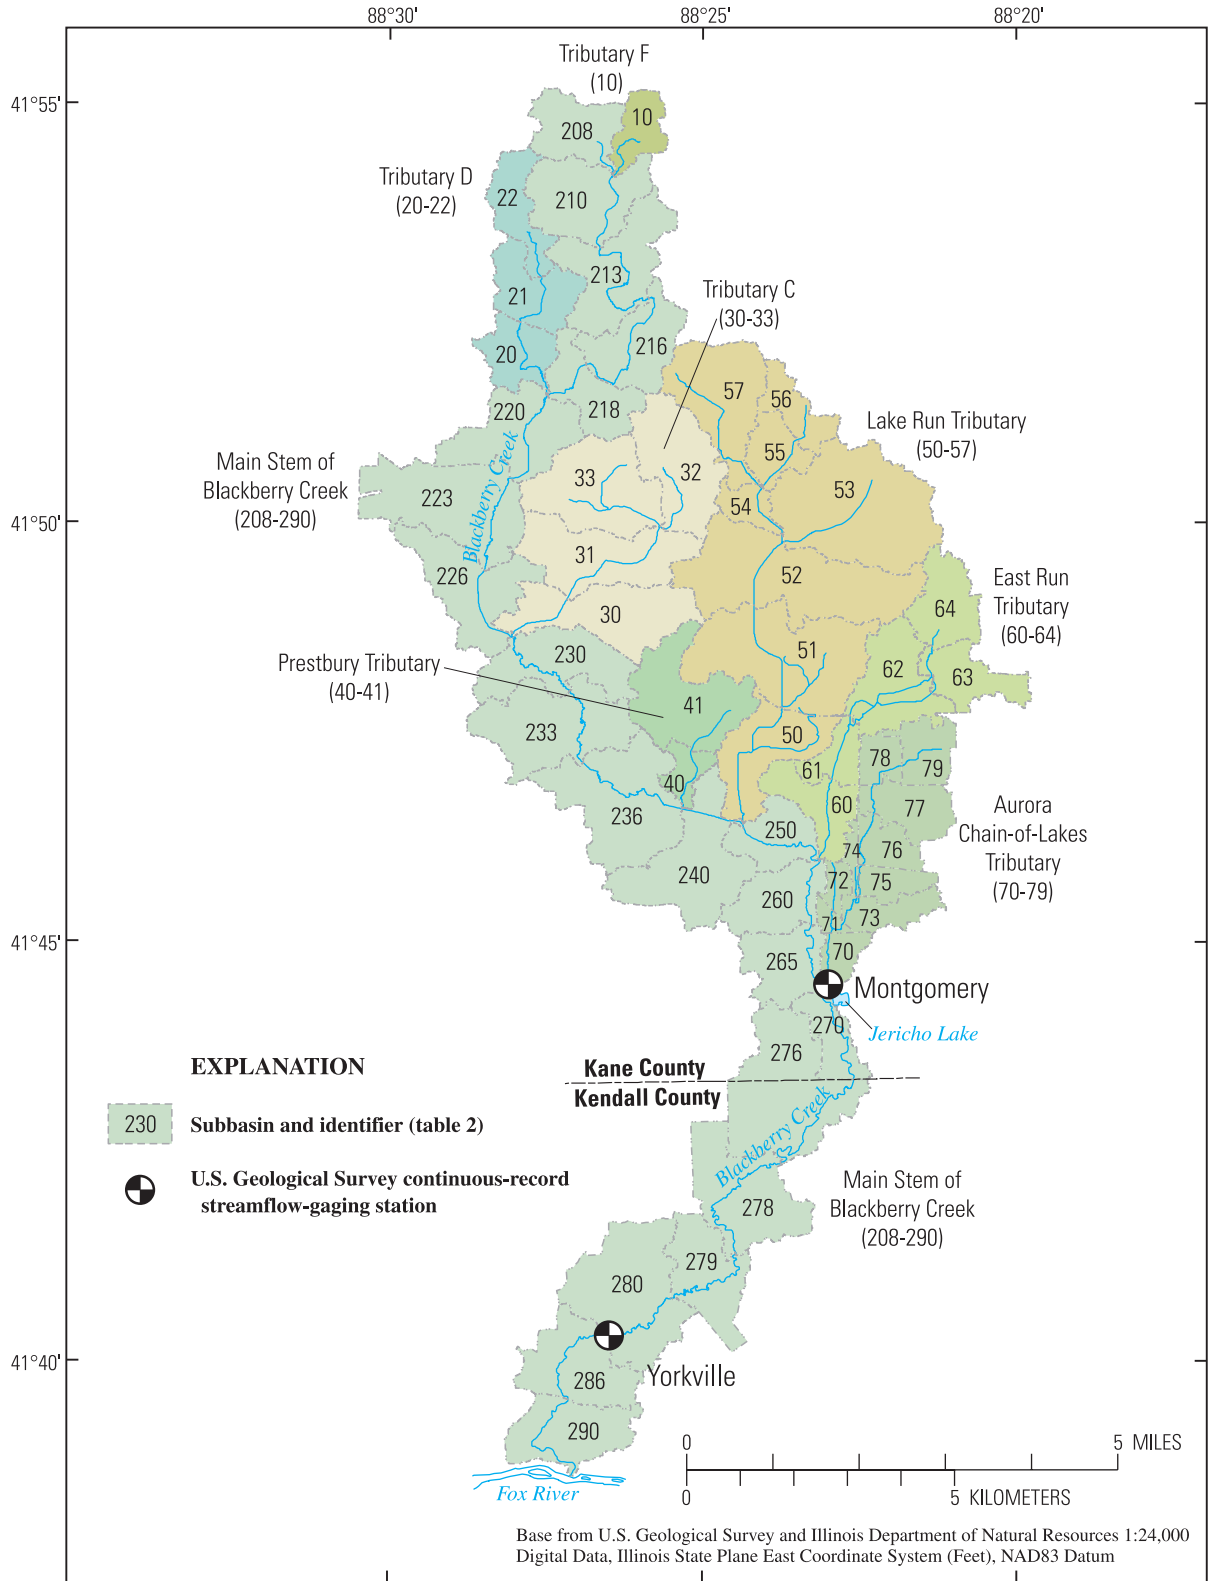 88°30'
88°25'
88°20'
Tributary F
(10)
41°55'
10
208
Tributary D
(20-22)
22
210
213
21
Tributary C
(30-33)
20
216
57
56
220
218
Lake Run Tributary
(50-57)
55
Main Stem of
Blackberry Creek
(208-290)
Blackberry Creek
33
32
53
223
54
41°50'
31
226
52
East Run
Tributary
(60-64)
30
64
230
51
Prestbury Tributary
(40-41)
62
63
41
233
50
78
79
61
40
60
77
236
250
Aurora
Chain-of-Lakes
Tributary
(70-79)
74
76
240
72
75
260
71
73
41°45'
265
70
Montgomery
270
Jericho Lake
276
EXPLANATION
Kane County
Kendall County
230
Subbasin and identifier (table 2)
Blackberry Creek
U.S. Geological Survey continuous-record
streamflow-gaging station
Main Stem of
Blackberry Creek
(208-290)
278
279
280
41°40'
Yorkville
286
290
0
5 MILES
Fox River
0
5 KILOMETERS
Base from U.S. Geological Survey and Illinois Department of Natural Resources 1:24,000
Digital Data, Illinois State Plane East Coordinate System (Feet), NAD83 Datum